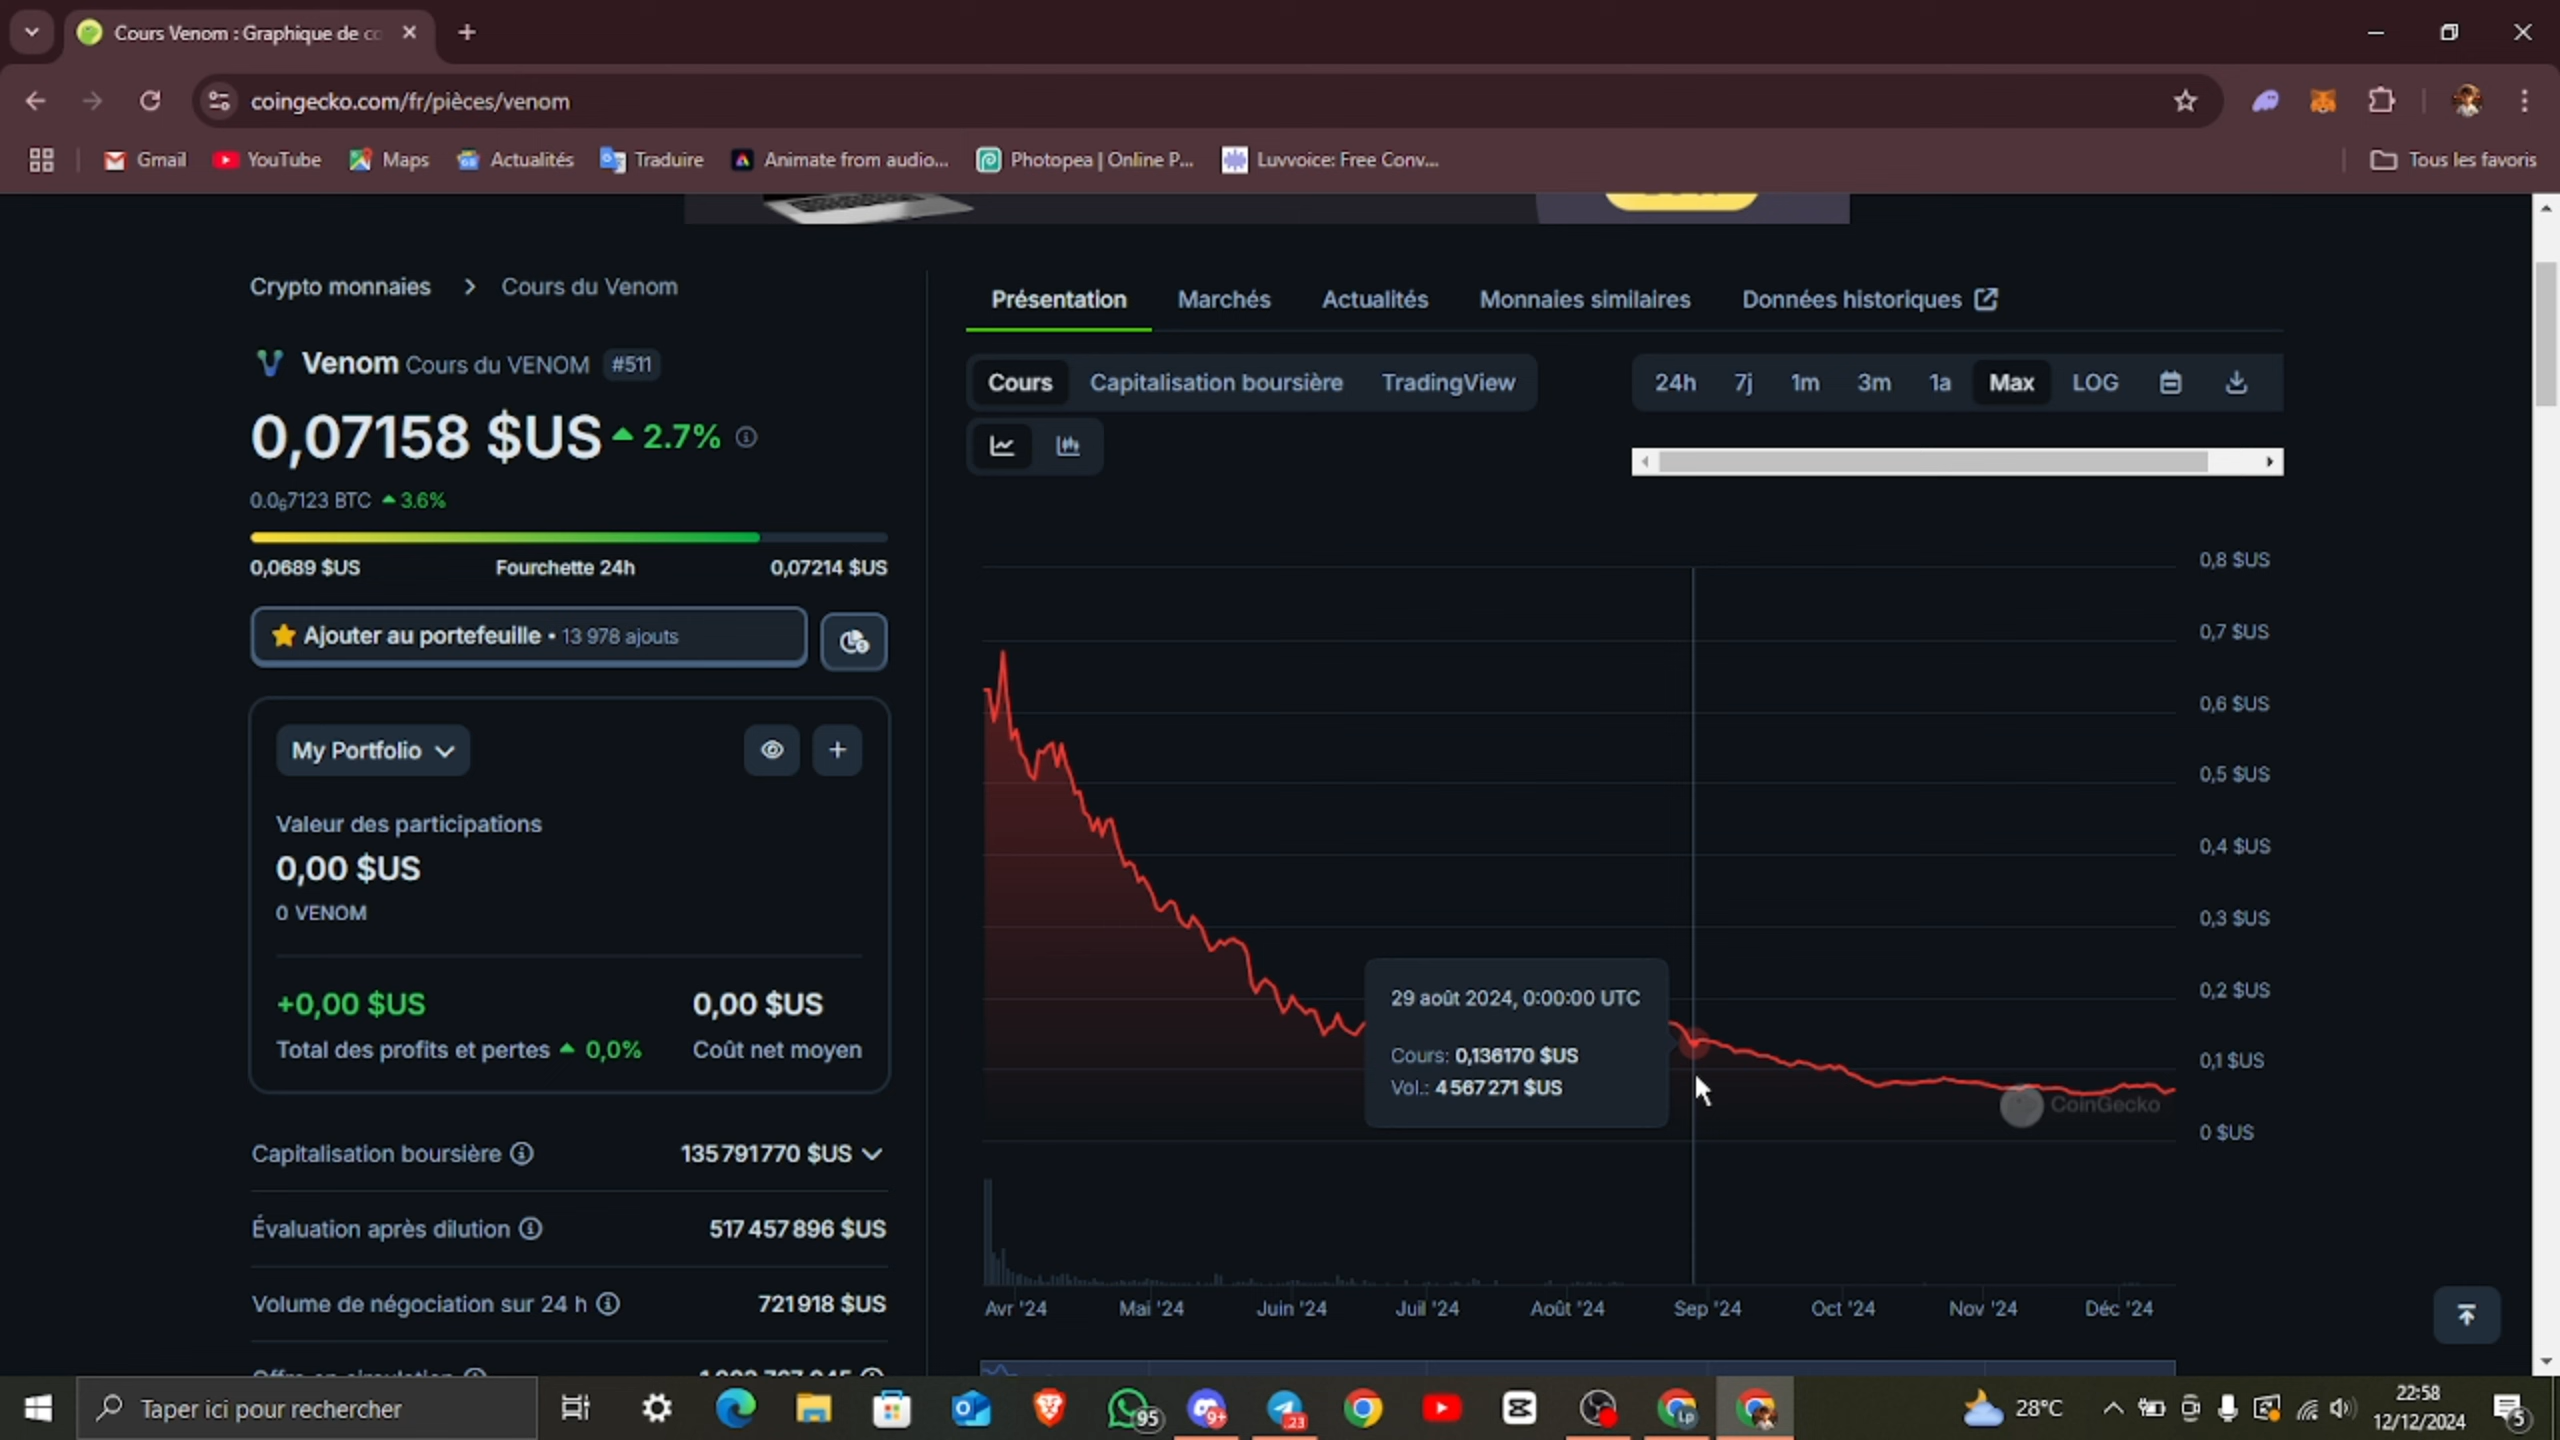 Cours Venom : Graphique de co
coingecko.com/fr/pièces/venom
Gmail
YouTube
Maps
Actualités
Traduire
Animate from audio...
Photopea | Online P...
Luvvoice: Free Conv...
Tous les favoris
Crypto monnaies > Cours du Venom
Venom Cours du VENOM #511
0,07158 $US 2.7%
0.0₆7123 BTC 3.6%
0,0689 $US Fourchette 24h 0,07214 $US
Ajouter au portefeuille • 13 978 ajouts
My Portfolio
Valeur des participations
0,00 $US
0 VENOM
+0,00 $US 0,00 $US
Total des profits et pertes 0,0% Coût net moyen
Capitalisation boursière 135 791 770 $US
Évaluation après dilution 517 457 896 $US
Volume de négociation sur 24 h 721 918 $US
Présentation Marchés Actualités Monnaies similaires Données historiques
Cours Capitalisation boursière TradingView
24h 7j 1m 3m 1a Max LOG
0,8 $US
0,7 $US
0,6 $US
0,5 $US
0,4 $US
0,3 $US
0,2 $US
0,1 $US
0 $US
29 août 2024, 0:00:00 UTC
Cours: 0,136170 $US
Vol.: 4 567 271 $US
CoinGecko
Avr '24 Mai '24 Juin '24 Juil '24 Août '24 Sep '24 Oct '24 Nov '24 Déc '24
Taper ici pour rechercher
95
9+
23
Lp
28°C
22:58
12/12/2024
5